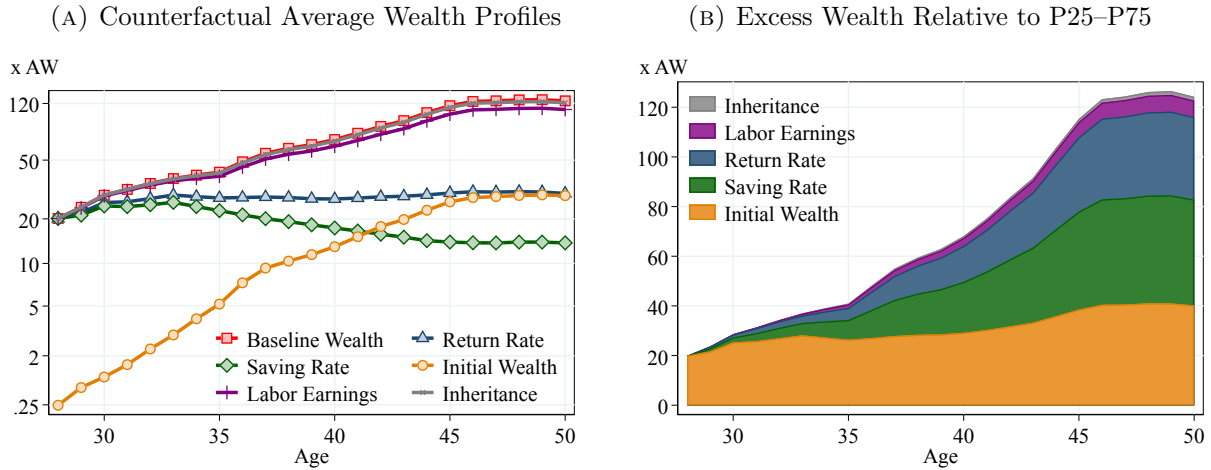 (A) Counterfactual Average Wealth Profiles
x AW
120
50
20
10
5
2
.25
Baseline Wealth
Return Rate
Saving Rate
Initial Wealth
Labor Earnings
Inheritance
30
35
40
45
50
Age
(B) Excess Wealth Relative to P25–P75
x AW
120
100
80
60
40
20
0
Inheritance
Labor Earnings
Return Rate
Saving Rate
Initial Wealth
30
35
40
45
50
Age